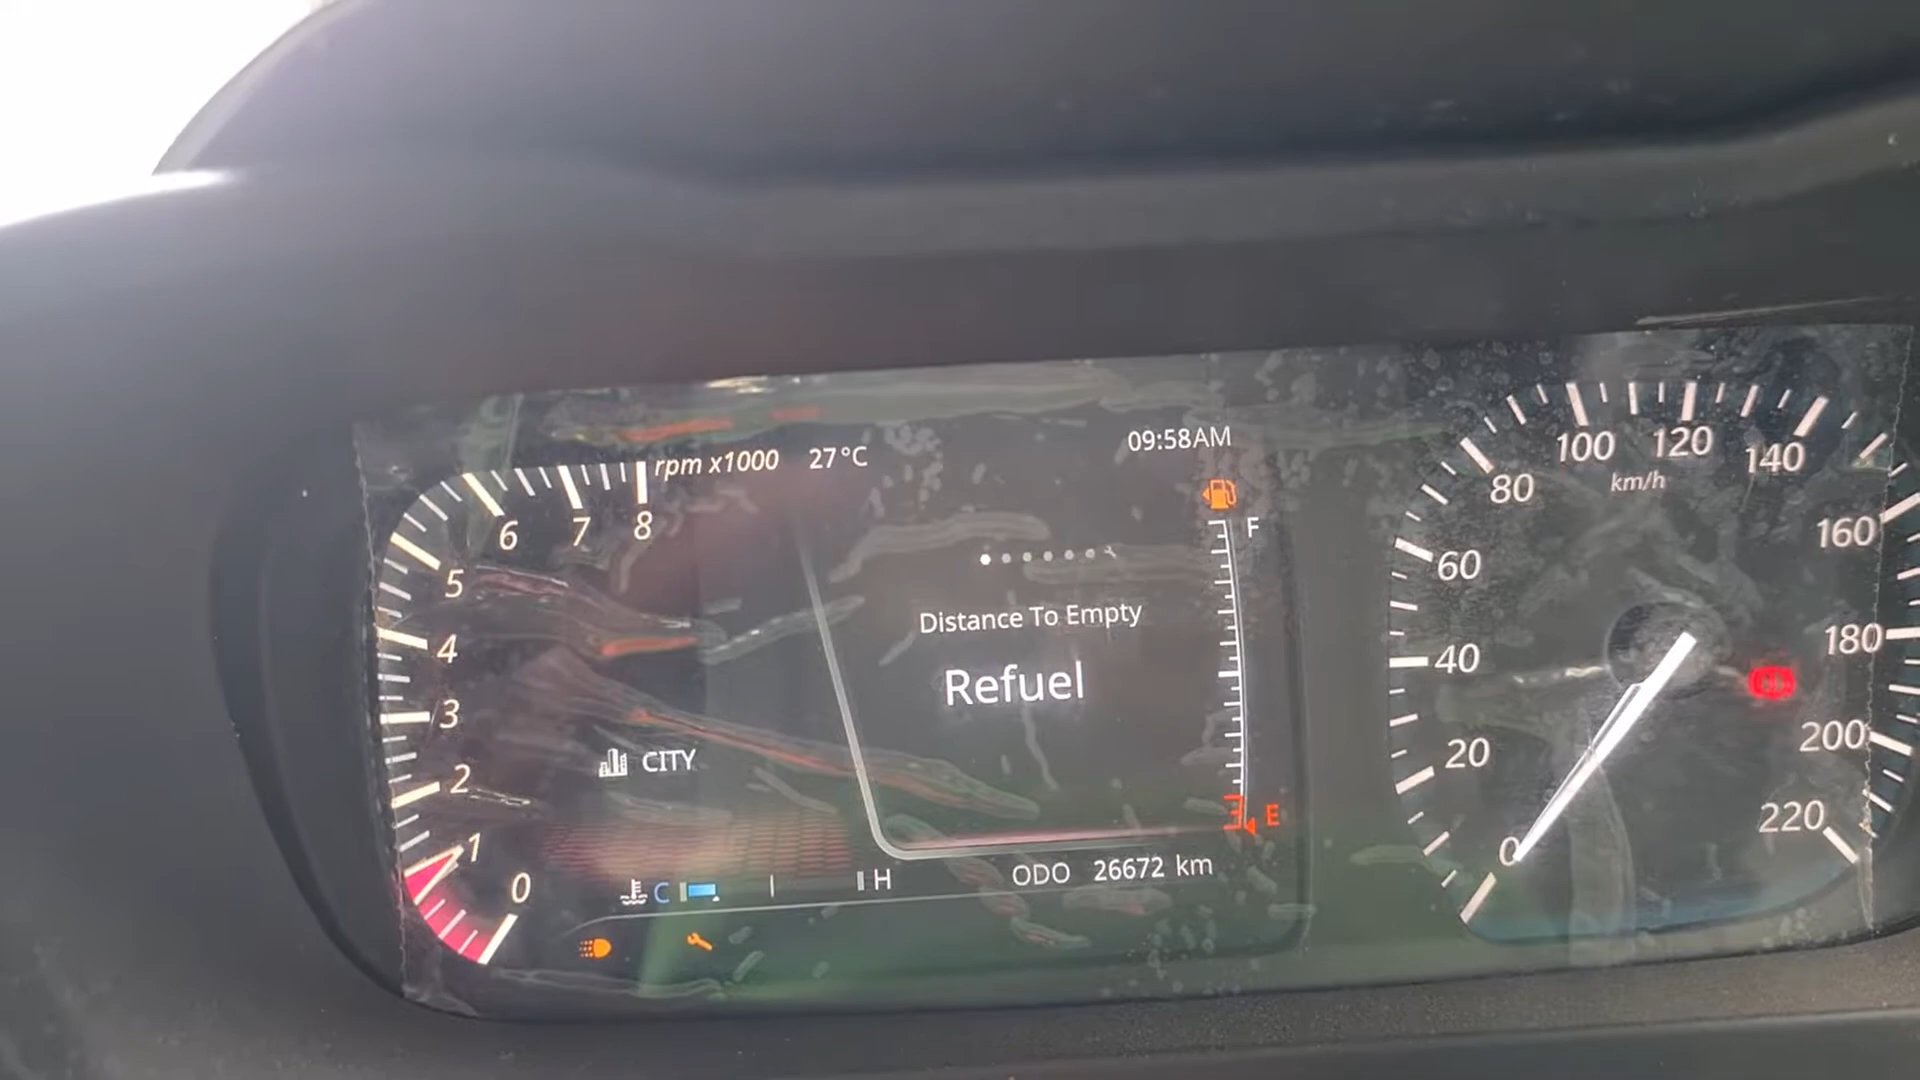 rpm x1000 27°C 09:58AM
0 1 2 3 4 5 6 7 8
F
Distance To Empty
Refuel
CITY
E
C H
ODO 26672 km
0 20 40 60 80 100 120 140 160 180 200 220
km/h